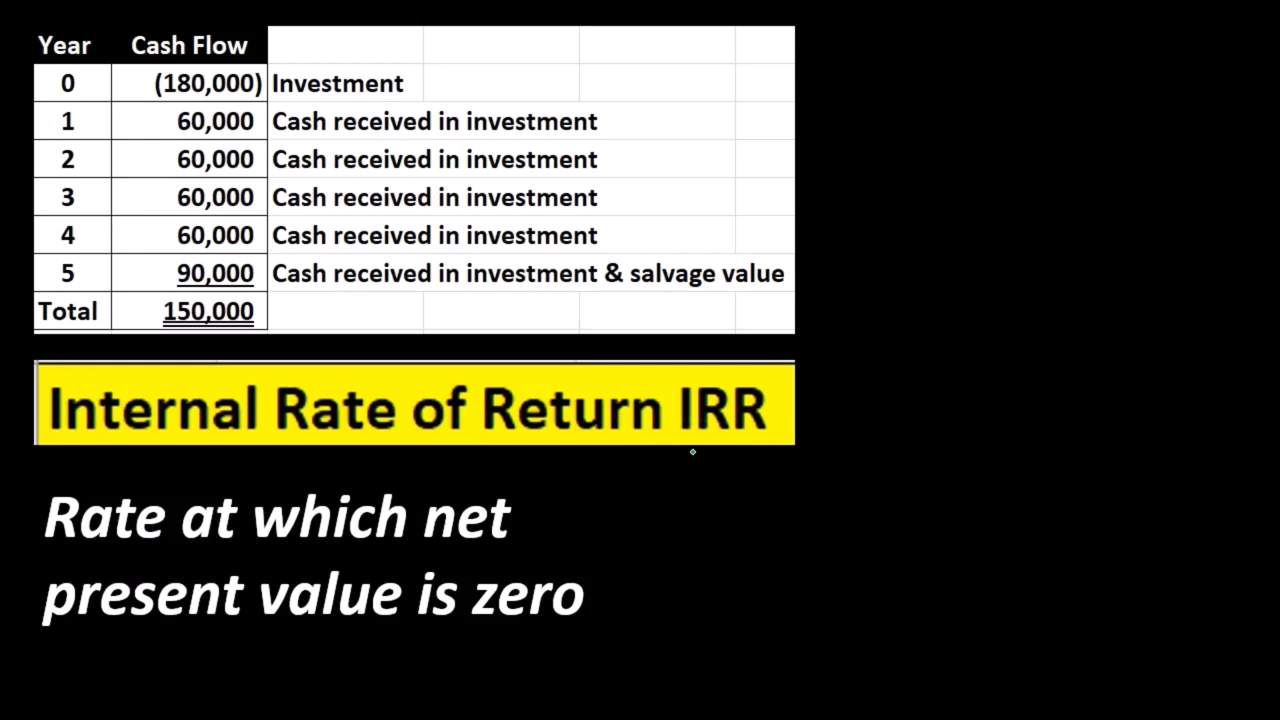 Year Cash Flow
0 (180,000) Investment
1 60,000 Cash received in investment
2 60,000 Cash received in investment
3 60,000 Cash received in investment
4 60,000 Cash received in investment
5 90,000 Cash received in investment & salvage value
Total 150,000
Internal Rate of Return IRR
Rate at which net
present value is zero